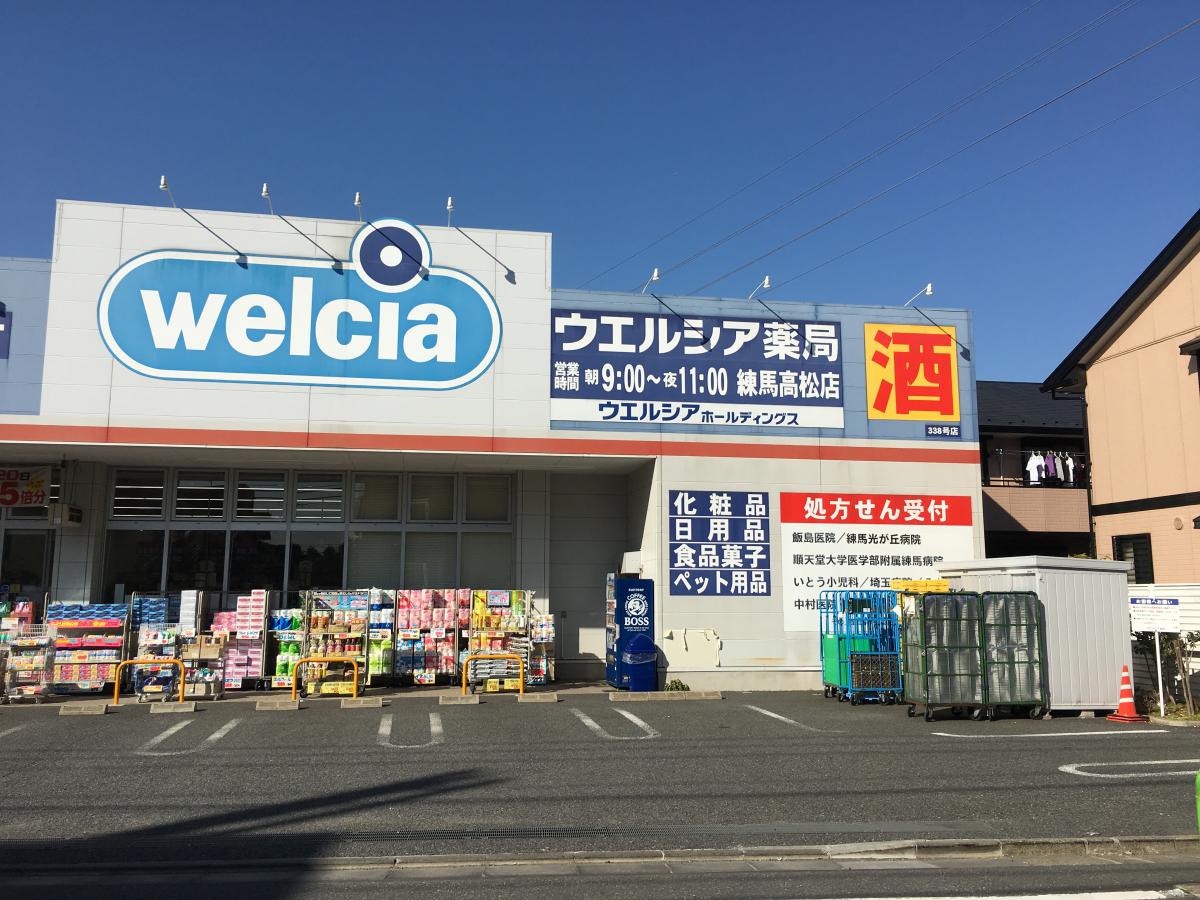 welcia
ウエルシア薬局
営業時間 朝9:00～夜11:00 練馬高松店
ウエルシアホールディングス
酒
338号店
20日
5倍分
化粧品
日用品
食品菓子
ペット用品
処方せん受付
飯島医院／練馬光が丘病院
順天堂大学医学部附属練馬病院
いとう小児科／埼玉病院
中村医
COFFEE
BOSS